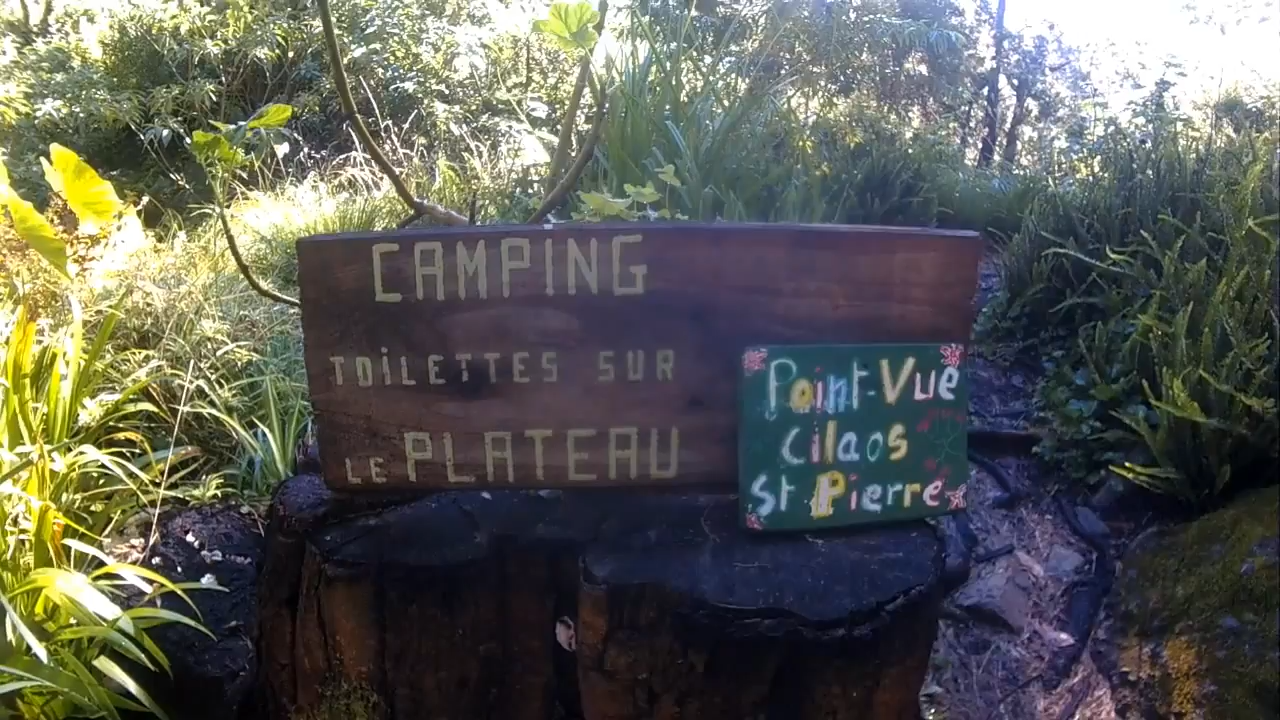 CAMPING
TOiLETTES SUR
LE PLATEAU
Point-Vue
Cilaos
St Pierre